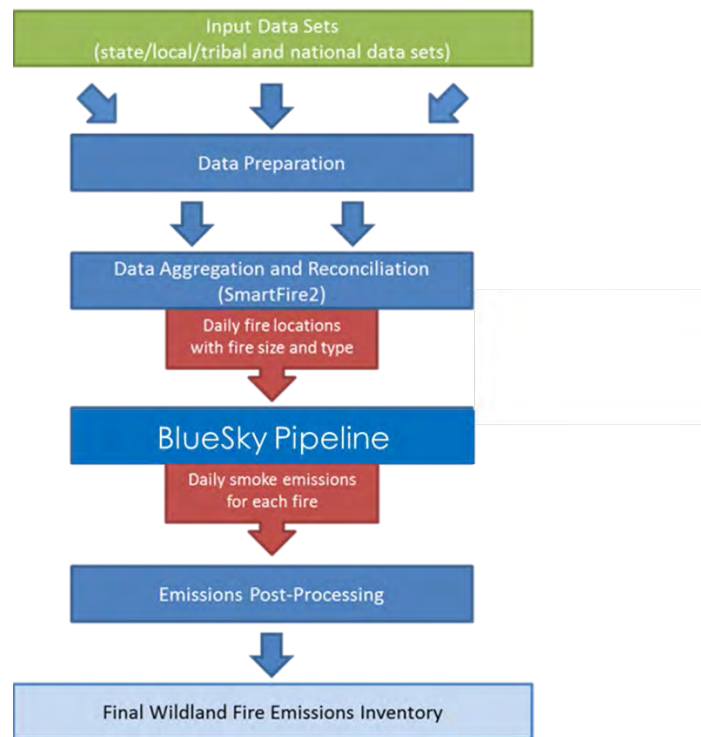 Input Data Sets
(state/local/tribal and national data sets)
Data Preparation
Data Aggregation and Reconciliation
(SmartFire2)
Daily fire locations
with fire size and type
BlueSky Pipeline
Daily smoke emissions
for each fire
Emissions Post-Processing
Final Wildland Fire Emissions Inventory